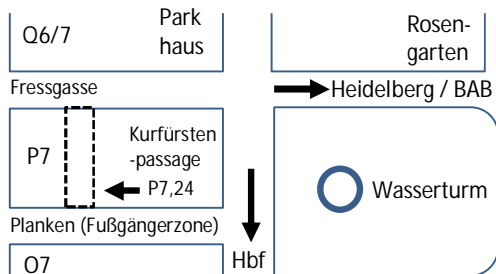 Q6/7
Park
haus
Rosen-
garten
Fressgasse
Heidelberg / BAB
P7
Kurfürsten
-passage
P7,24
Wasserturm
Planken (Fußgängerzone)
O7
Hbf